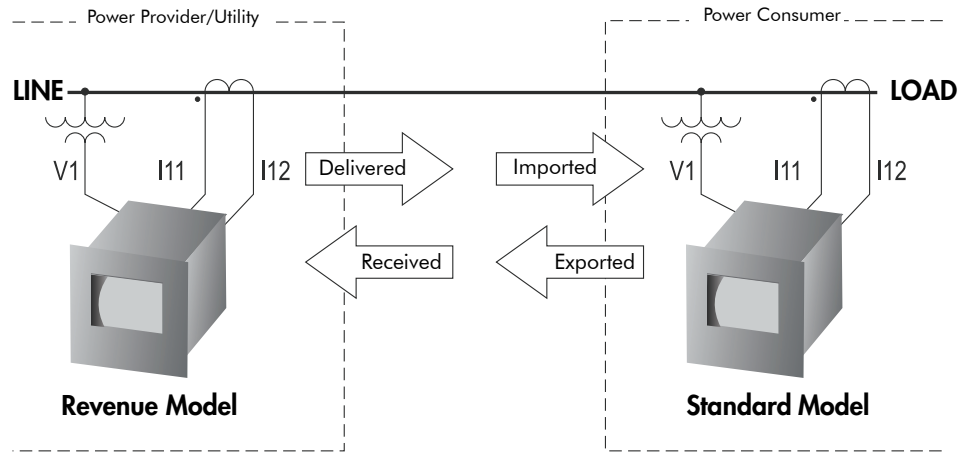 Power Provider/Utility
Power Consumer
LINE
LOAD
V1
I11
I12
Delivered
Imported
V1
I11
I12
Received
Exported
Revenue Model
Standard Model